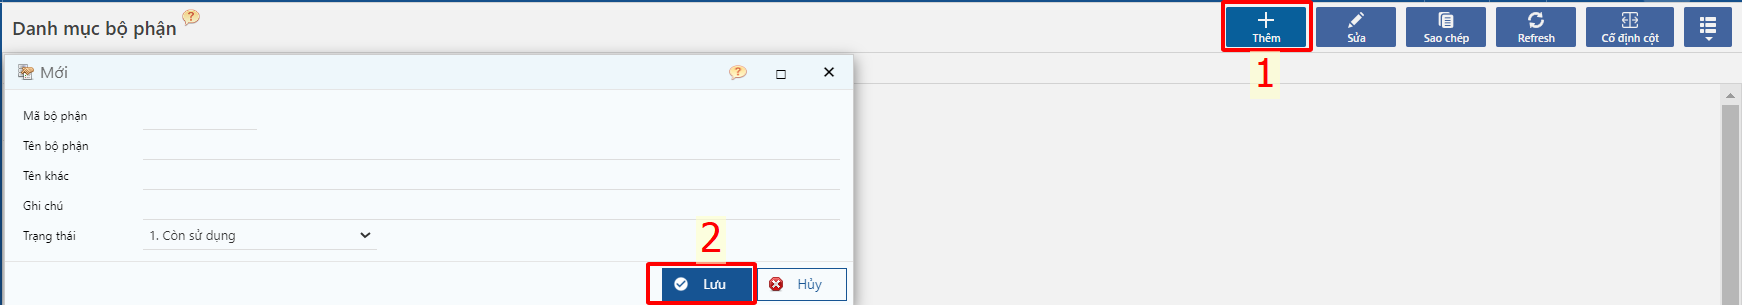 Danh mục bộ phận ?
Thêm Sửa Sao chép Refresh Cố định cột
1
Mới ?
Mã bộ phận
Tên bộ phận
Tên khác
Ghi chú
Trạng thái 1. Còn sử dụng
2
Lưu Hủy